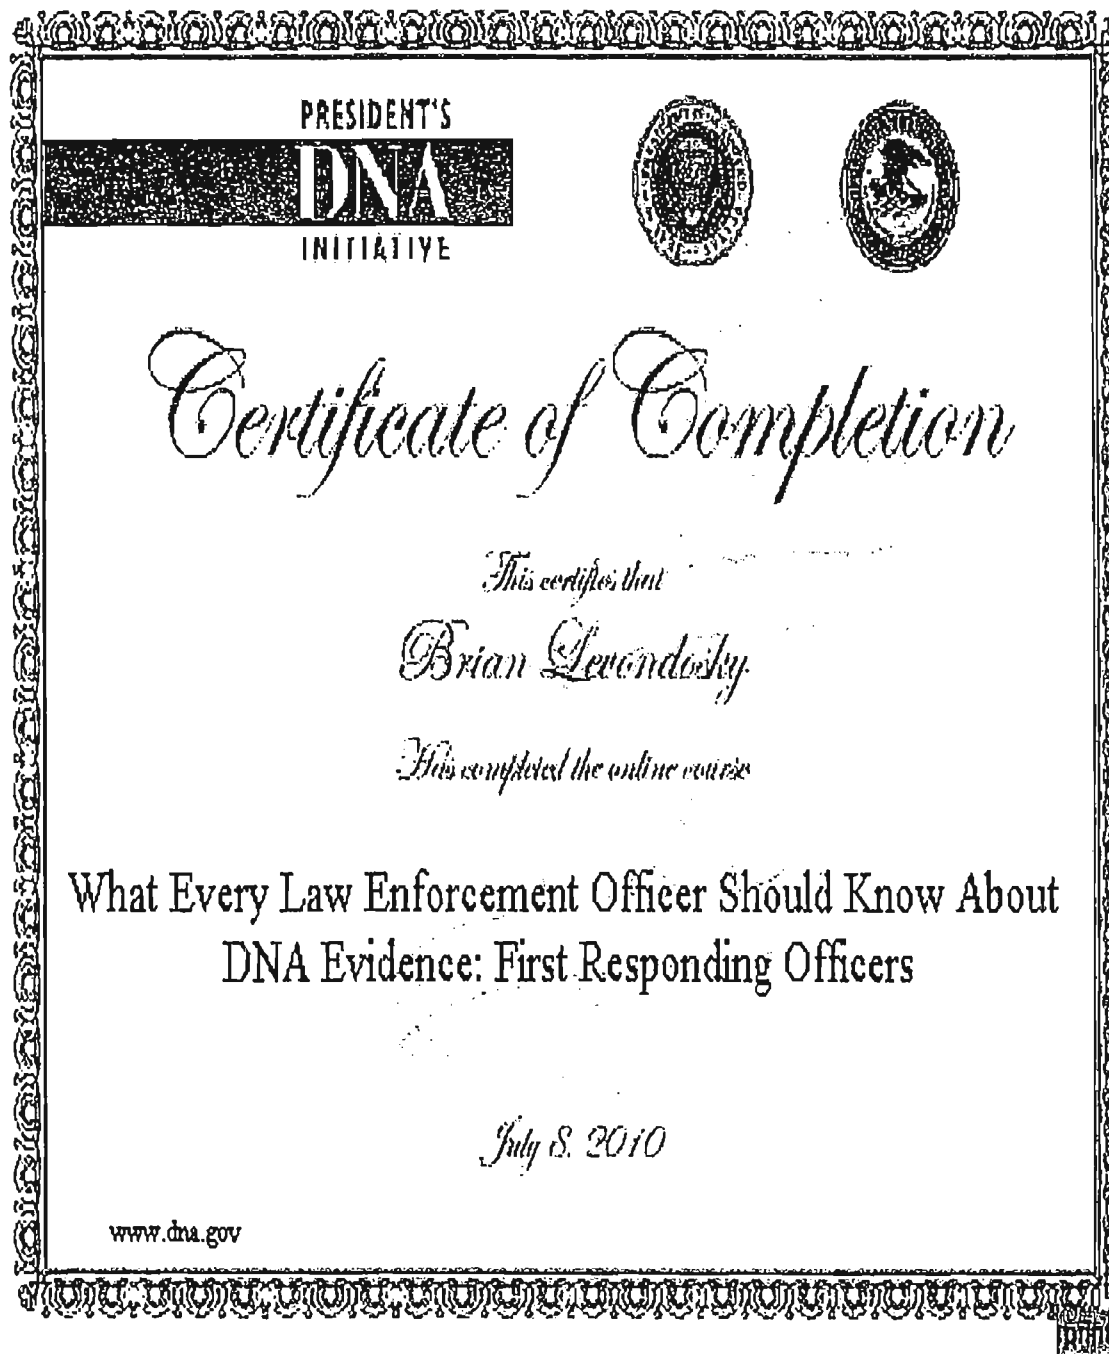 PRESIDENT'S
DNA
INITIATIVE
Certificate of Completion
This certifies that
Brian Levondosky
Has completed the online course
What Every Law Enforcement Officer Should Know About
DNA Evidence: First Responding Officers
July 8, 2010
www.dna.gov